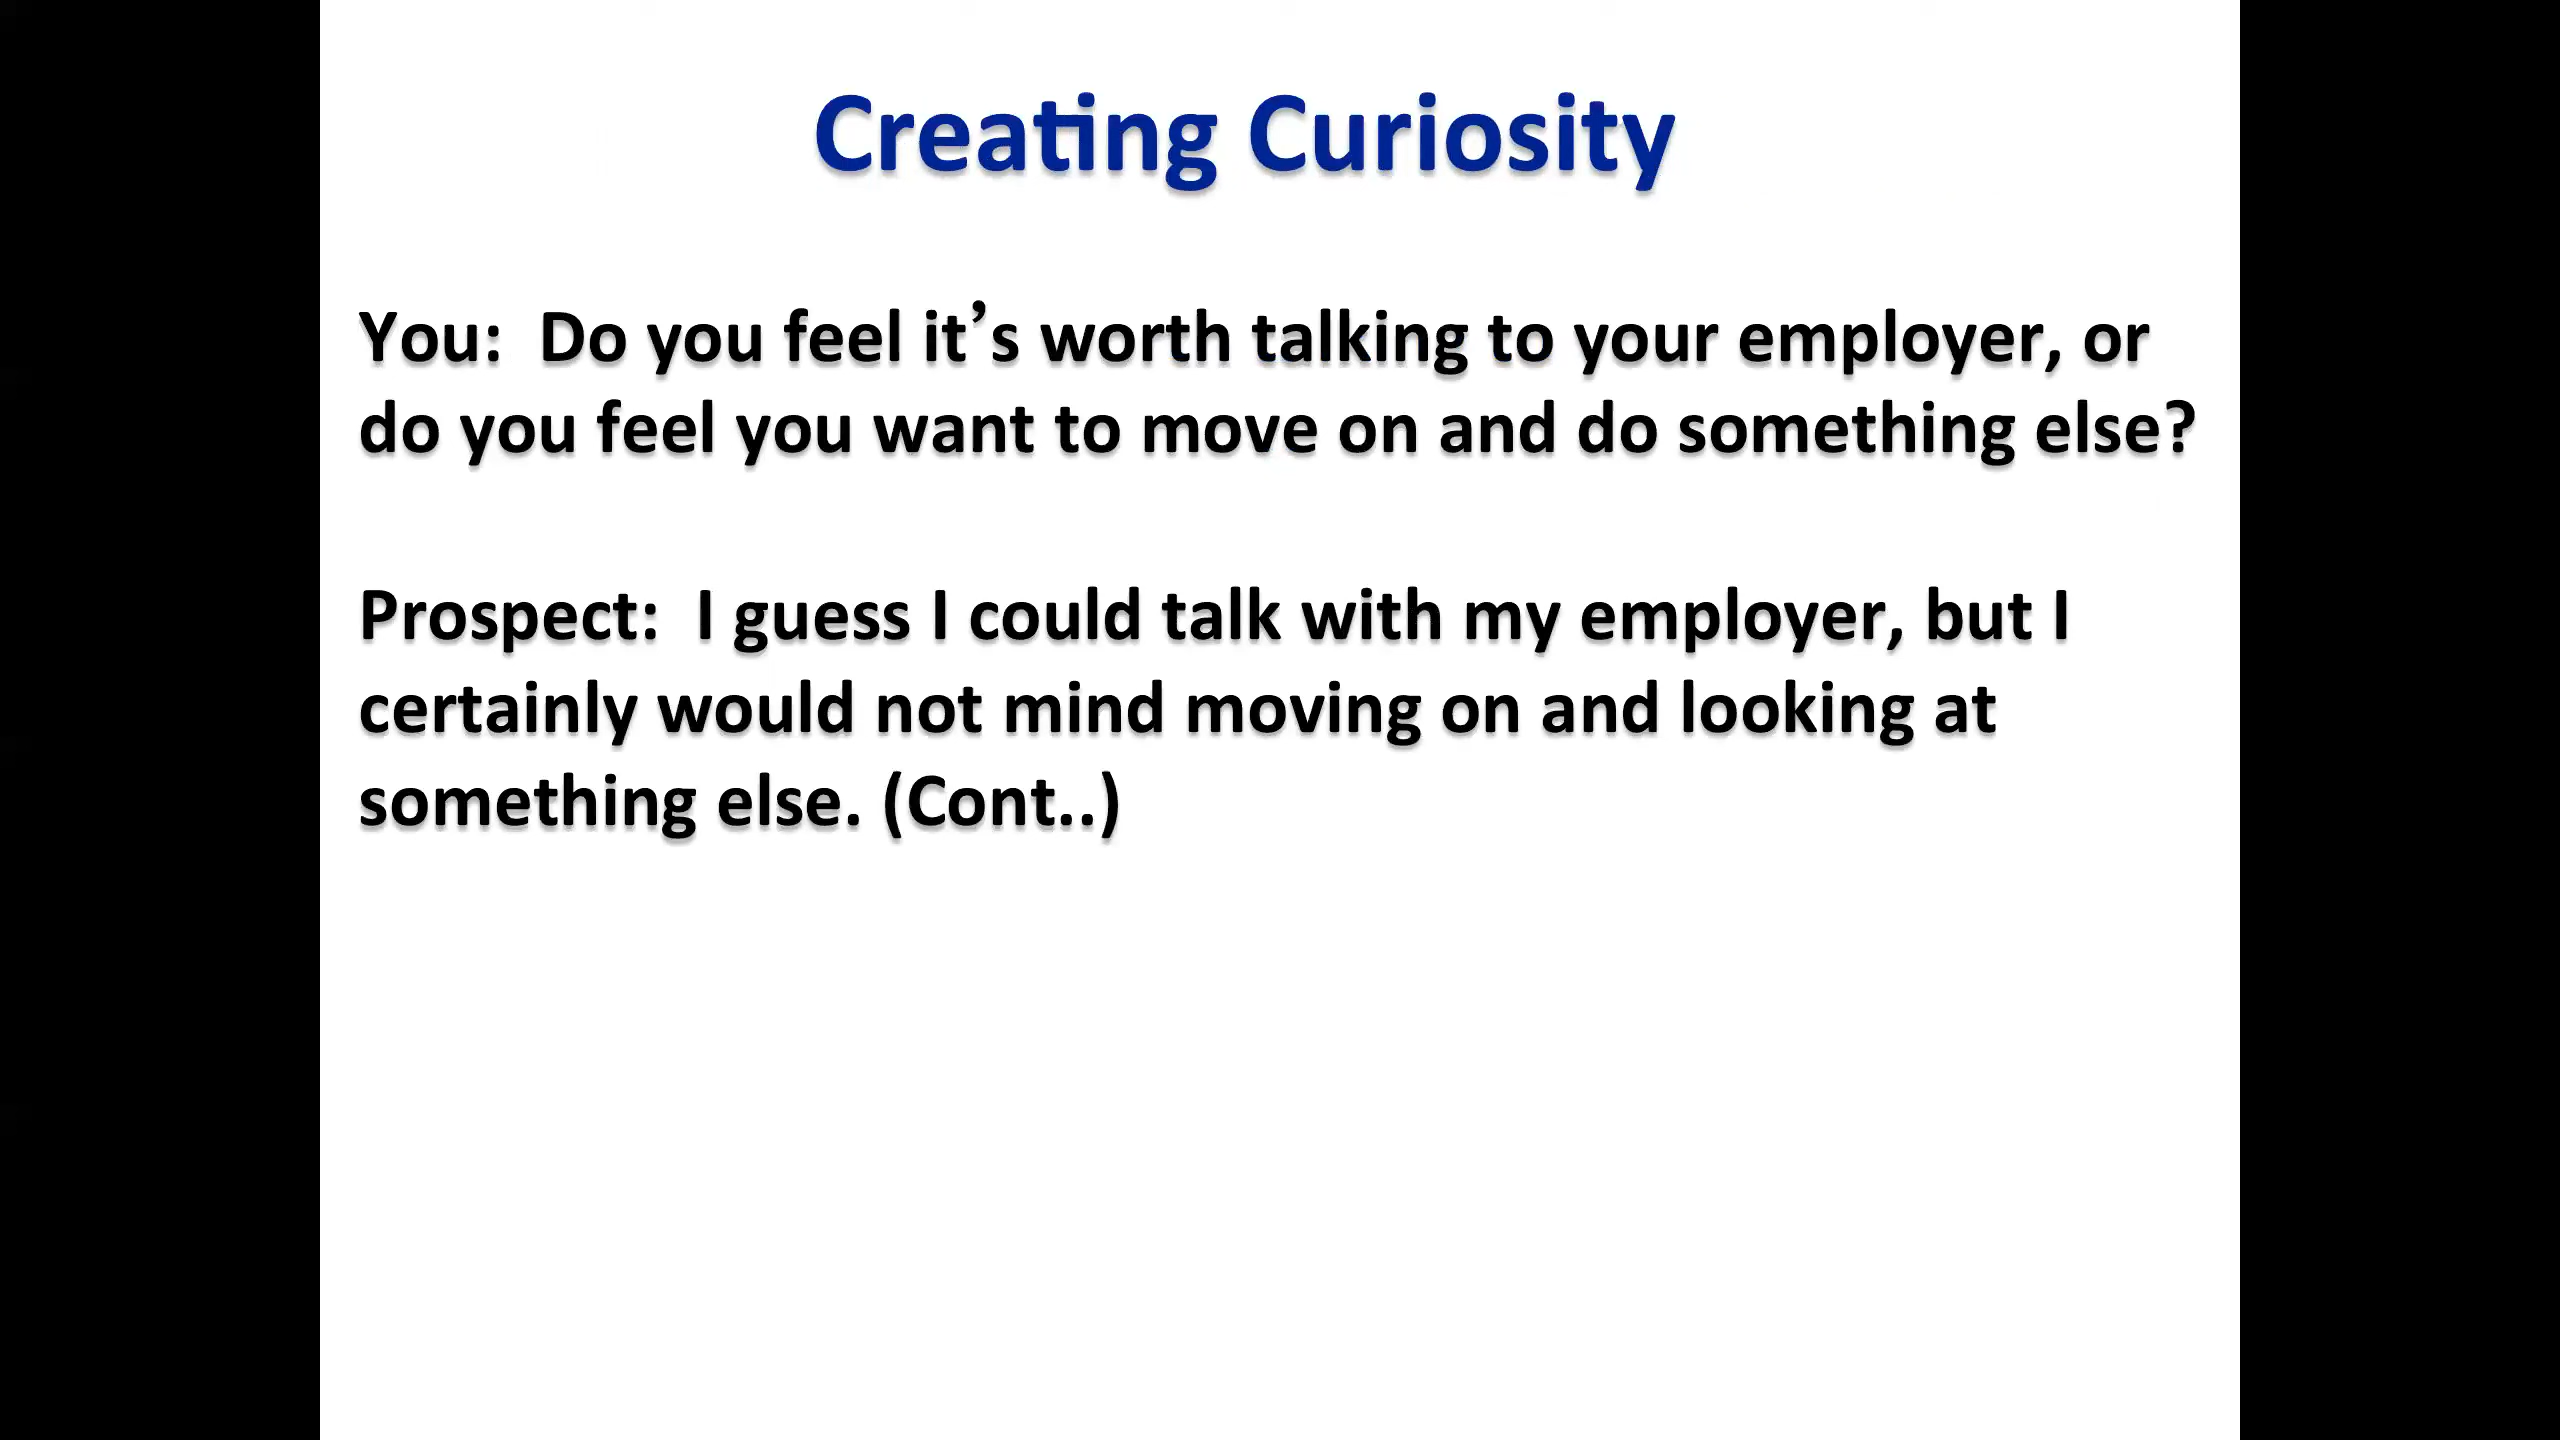 Creating Curiosity
You:  Do you feel it’s worth talking to your employer, or
do you feel you want to move on and do something else?
Prospect:  I guess I could talk with my employer, but I
certainly would not mind moving on and looking at
something else. (Cont..)